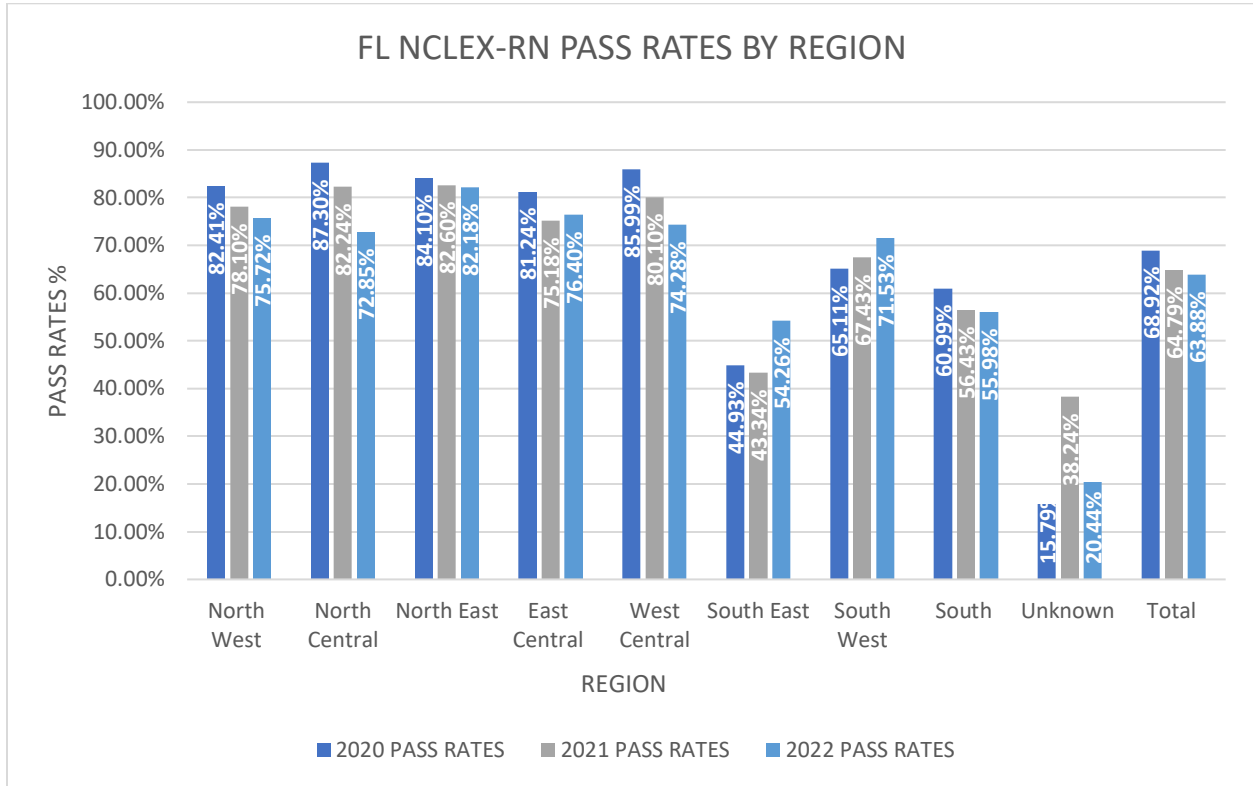 FL NCLEX-RN PASS RATES BY REGION
100.00%
90.00%
80.00%
70.00%
60.00%
50.00%
40.00%
30.00%
20.00%
10.00%
0.00%
PASS RATES %
82.41%
78.10%
75.72%
87.30%
82.24%
72.85%
84.10%
82.60%
82.18%
81.24%
75.18%
76.40%
85.99%
80.10%
74.28%
44.93%
43.34%
54.26%
65.11%
67.43%
71.53%
60.99%
56.43%
55.98%
15.79%
38.24%
20.44%
68.92%
64.79%
63.88%
North
West
North
Central
North East
East
Central
West
Central
South East
South
West
South
Unknown
Total
REGION
2020 PASS RATES
2021 PASS RATES
2022 PASS RATES